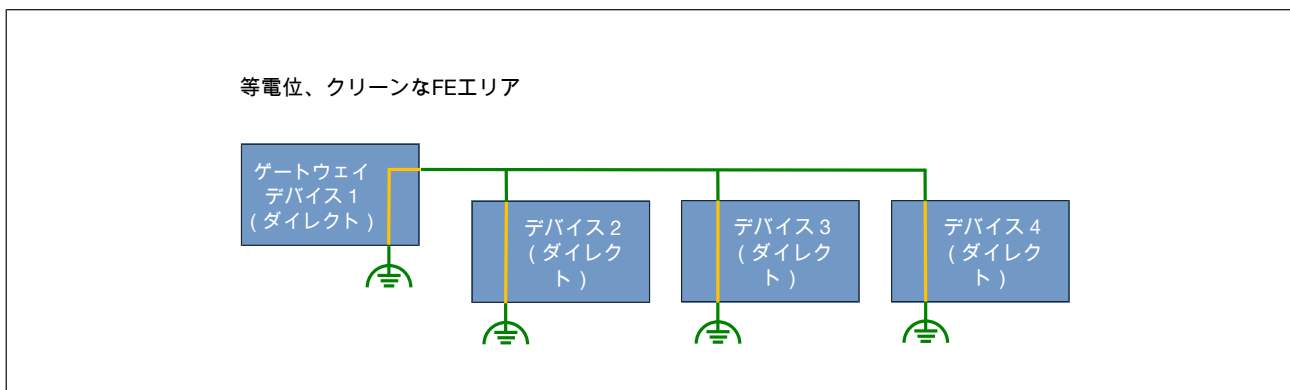 等電位、クリーンなFEエリア
ゲートウェイ
デバイス 1
( ダイレクト )
デバイス 2
( ダイレク
ト )
デバイス 3
( ダイレク
ト )
デバイス 4
( ダイレク
ト )